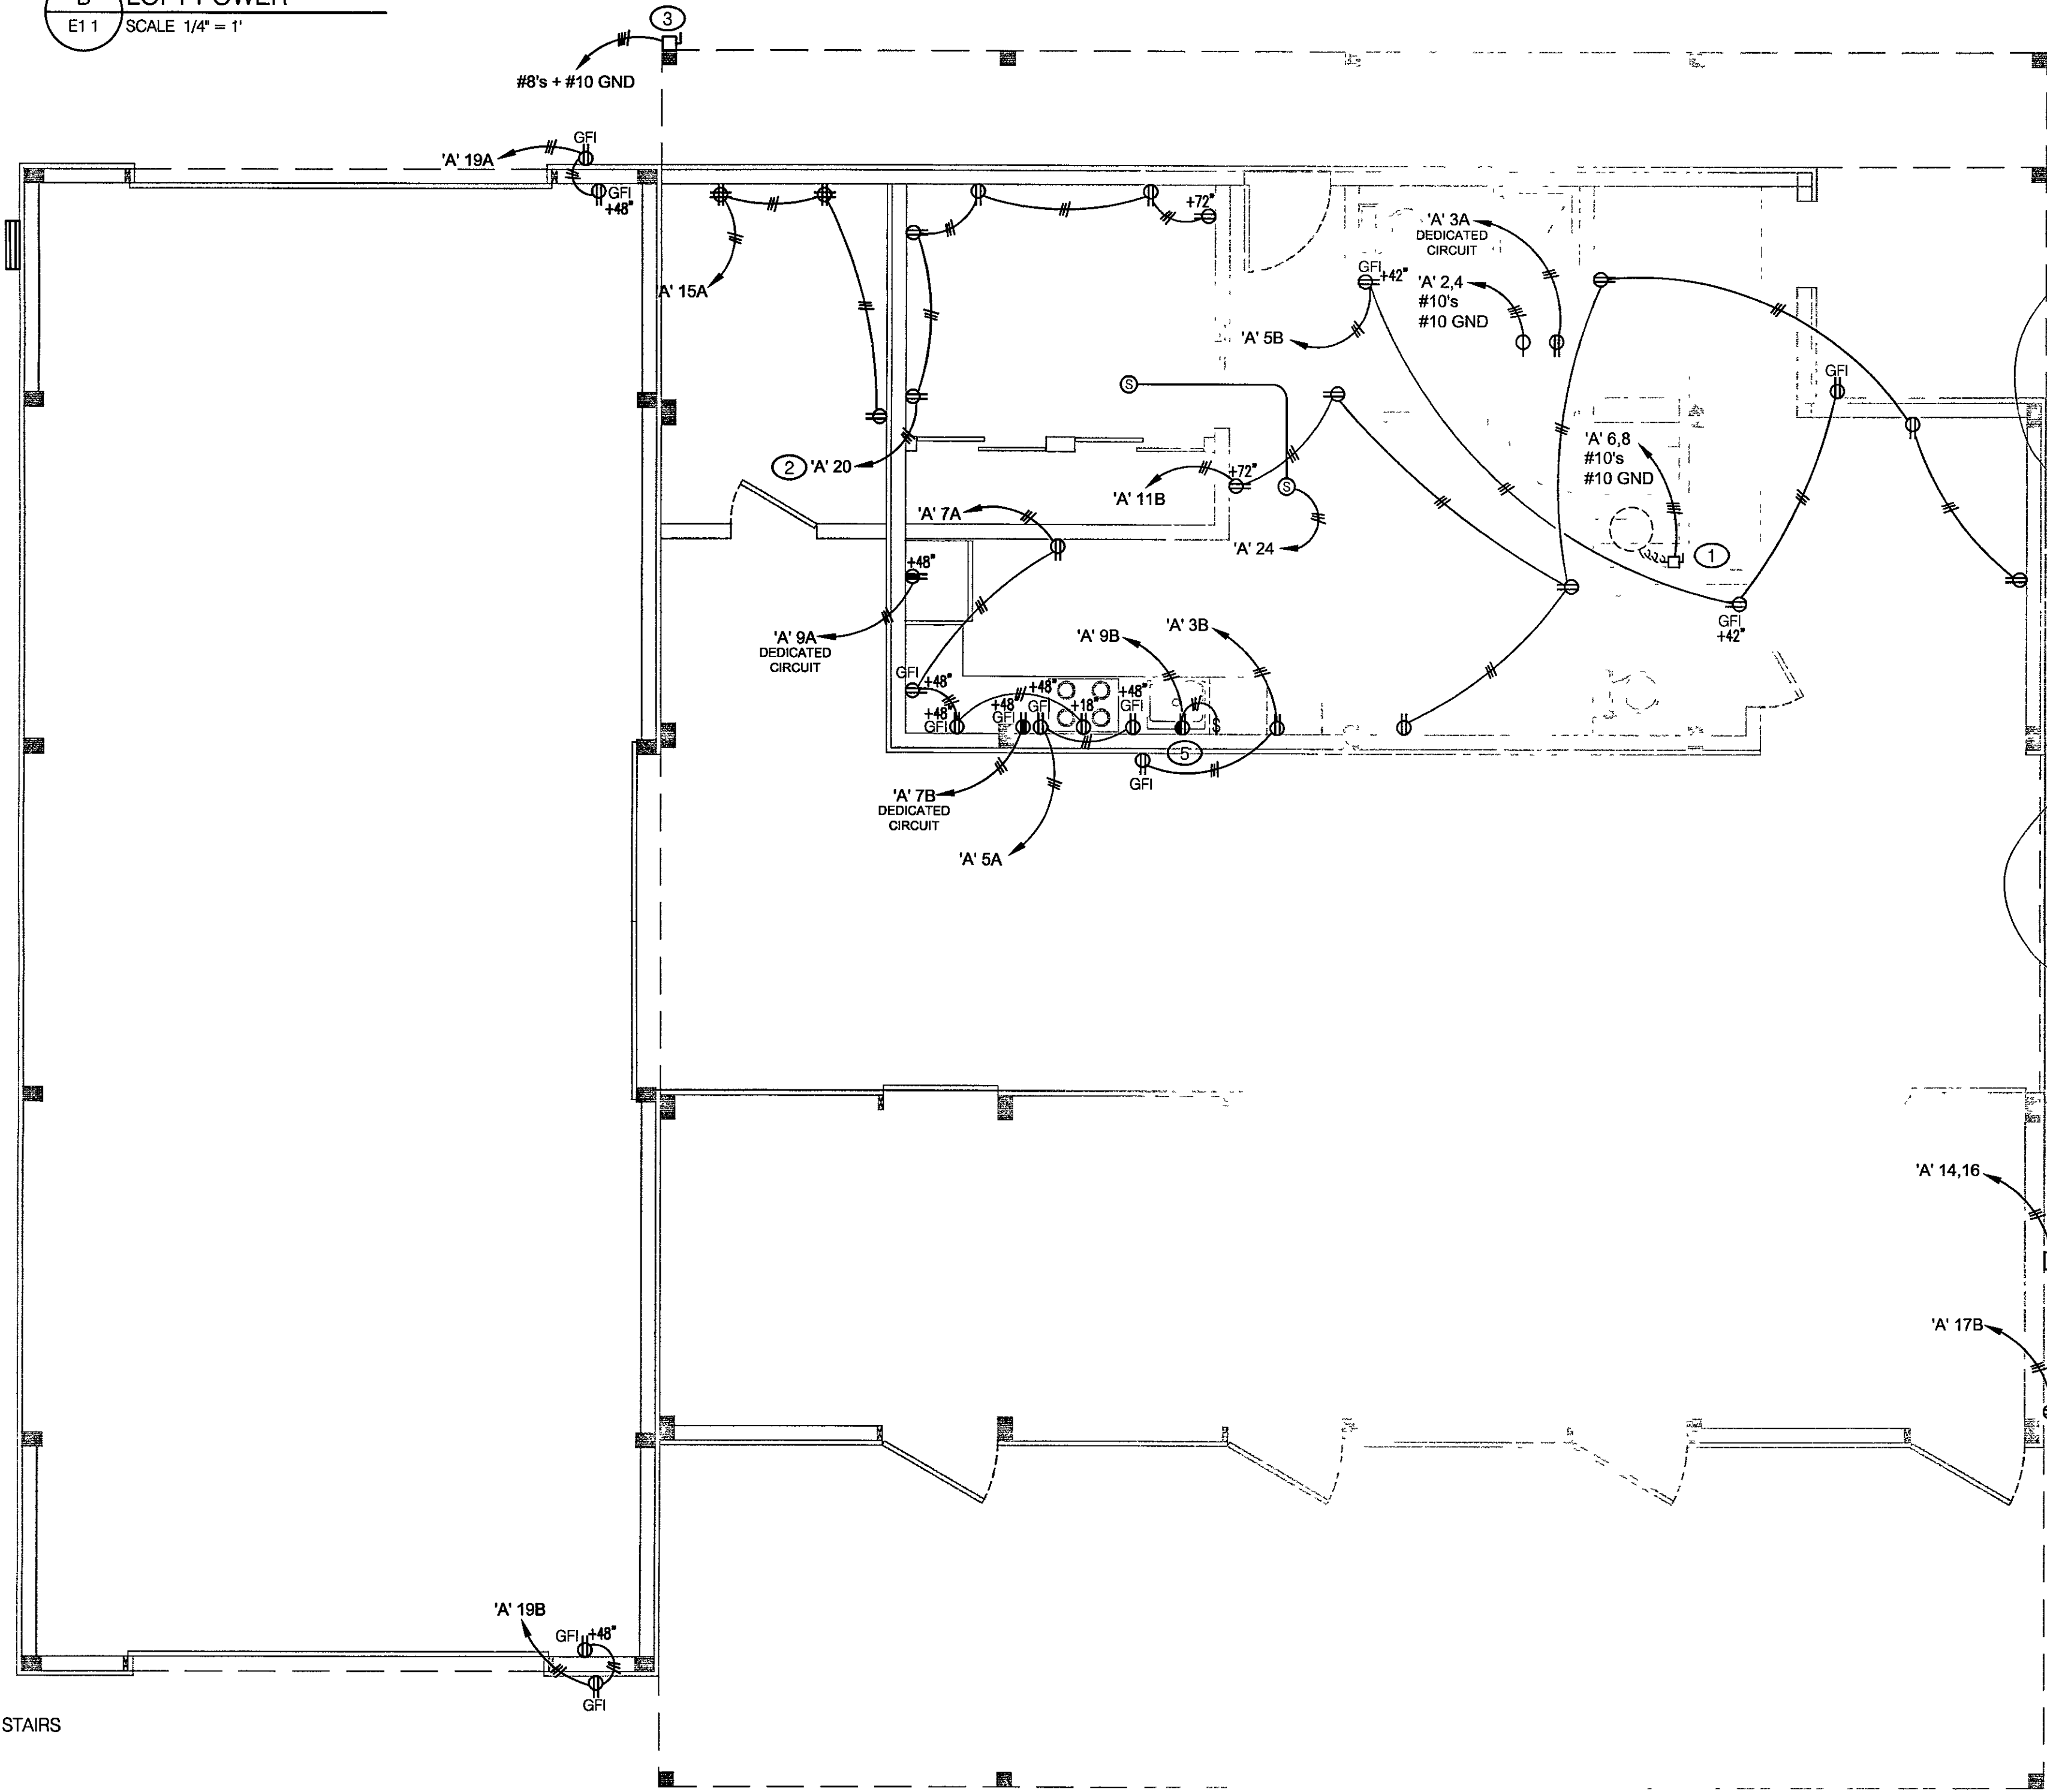 E1 1
SCALE 1/4" = 1'
3
#8's + #10 GND
GFI
'A' 19A
GFI
+48"
'A' 15A
+72"
'A' 3A
DEDICATED
CIRCUIT
GFI
+42"
'A' 2,4
#10's
#10 GND
'A' 5B
GFI
S
'A' 6,8
#10's
#10 GND
2
'A' 20
+72"
S
'A' 11B
'A' 7A
'A' 24
1
+48"
'A' 9A
DEDICATED
CIRCUIT
'A' 9B
'A' 3B
GFI
+42"
GFI
+48"
+48"
GFI
+48"
GFI
+48"
GFI
+18"
+48"
GFI
$
5
GFI
'A' 7B
DEDICATED
CIRCUIT
'A' 5A
'A' 14,16
'A' 17B
'A' 19B
GFI
+48"
GFI
STAIRS